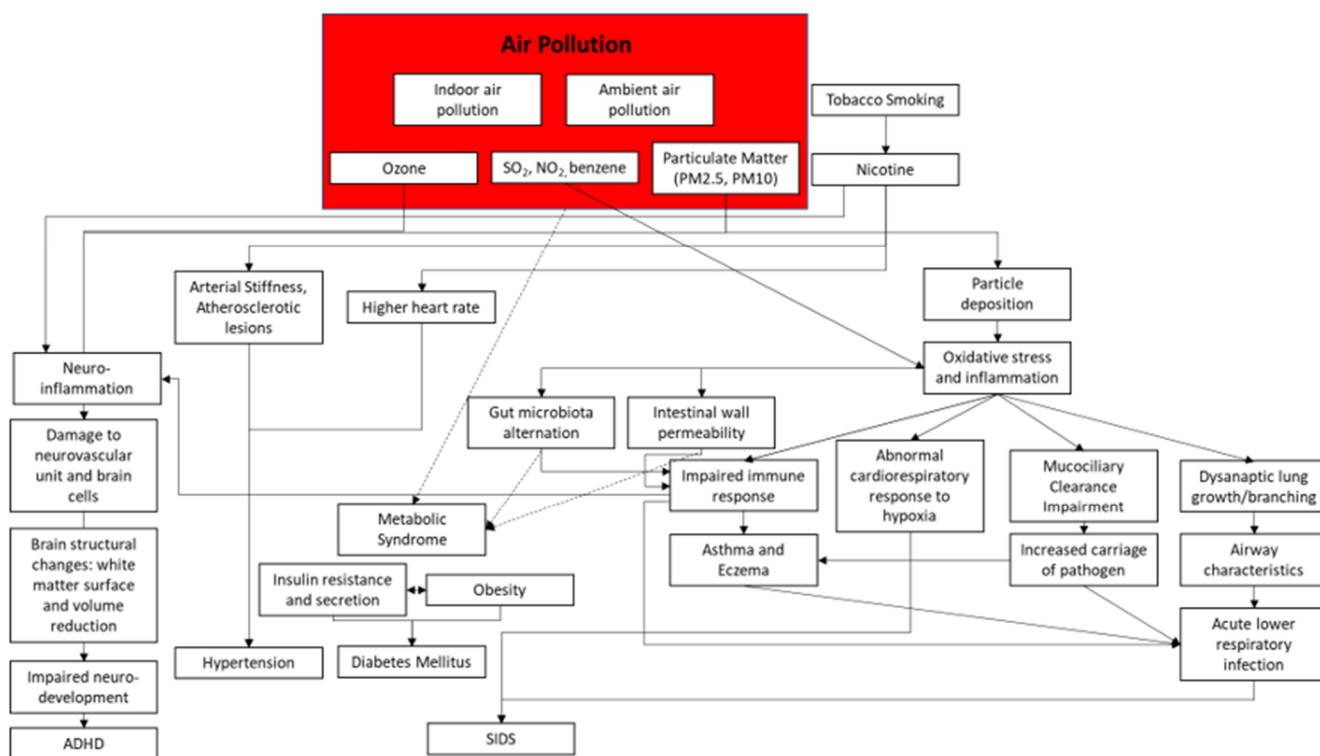 Air Pollution
Indoor air
pollution
Ambient air
pollution
Tobacco Smoking
Ozone
SO₂, NO₂, benzene
Particulate Matter
(PM2.5, PM10)
Nicotine
Arterial Stiffness,
Atherosclerotic
lesions
Higher heart rate
Particle
deposition
Neuro-
inflammation
Oxidative stress
and inflammation
Gut microbiota
alternation
Intestinal wall
permeability
Damage to
neurovascular
unit and brain
cells
Impaired immune
response
Abnormal
cardiorespiratory
response to
hypoxia
Mucociliary
Clearance
Impairment
Dysanaptic lung
growth/branching
Metabolic
Syndrome
Brain structural
changes: white
matter surface
and volume
reduction
Asthma and
Eczema
Increased carriage
of pathogen
Airway
characteristics
Insulin resistance
and secretion
Obesity
Acute lower
respiratory
infection
Hypertension
Diabetes Mellitus
Impaired neuro-
development
SIDS
ADHD